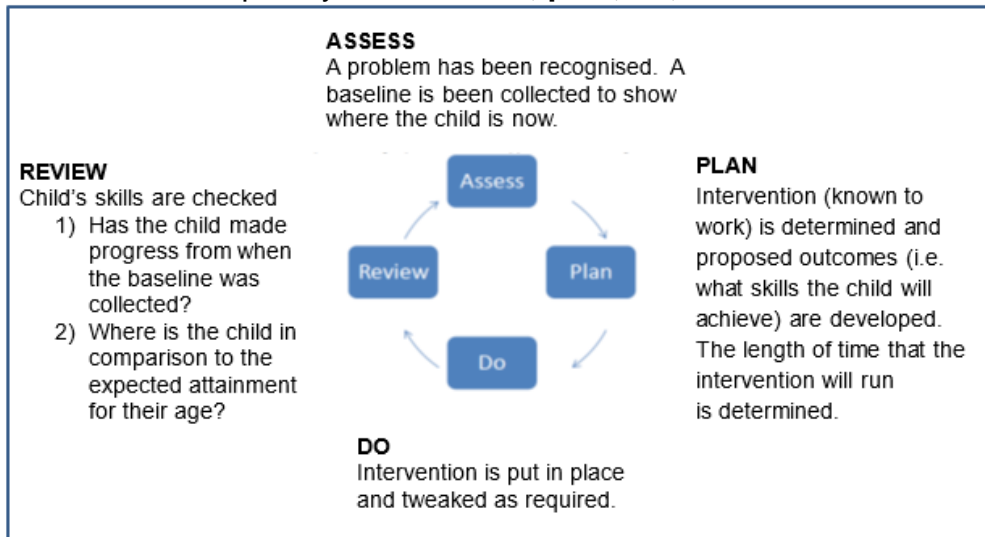 ASSESS
A problem has been recognised. A
baseline is been collected to show
where the child is now.
REVIEW
Child's skills are checked
1) Has the child made
progress from when
the baseline was
collected?
2) Where is the child in
comparison to the
expected attainment
for their age?
Assess
Review
Plan
Do
PLAN
Intervention (known to
work) is determined and
proposed outcomes (i.e.
what skills the child will
achieve) are developed.
The length of time that the
intervention will run
is determined.
DO
Intervention is put in place
and tweaked as required.